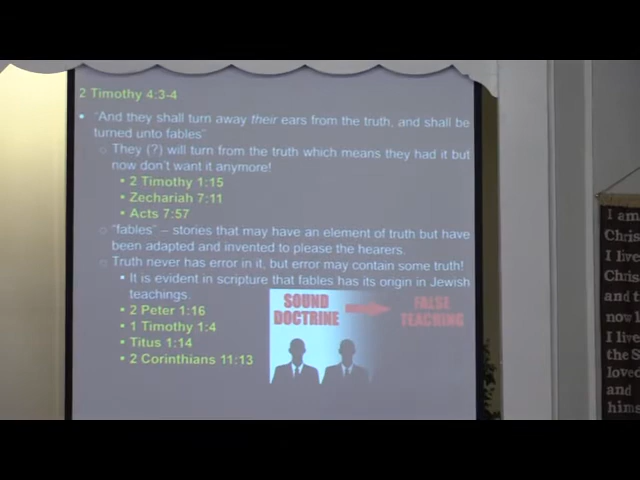 2 Timothy 4:3-4
• "And they shall turn away their ears from the truth, and shall be
turned unto fables"
o They (?) will turn from the truth which means they had it but
now don't want it anymore!
• 2 Timothy 1:15
• Zechariah 7:11
• Acts 7:57
o "fables" – stories that may have an element of truth but have
been adapted and invented to please the hearers.
o Truth never has error in it, but error may contain some truth!
• It is evident in scripture that fables has its origin in Jewish
teachings.
• 2 Peter 1:16
• 1 Timothy 1:4
• Titus 1:14
• 2 Corinthians 11:13
SOUND
DOCTRINE
FALSE
TEACHING
I am
Chris
I live
Chris
and t
now l
I live
the S
loved
and
hims